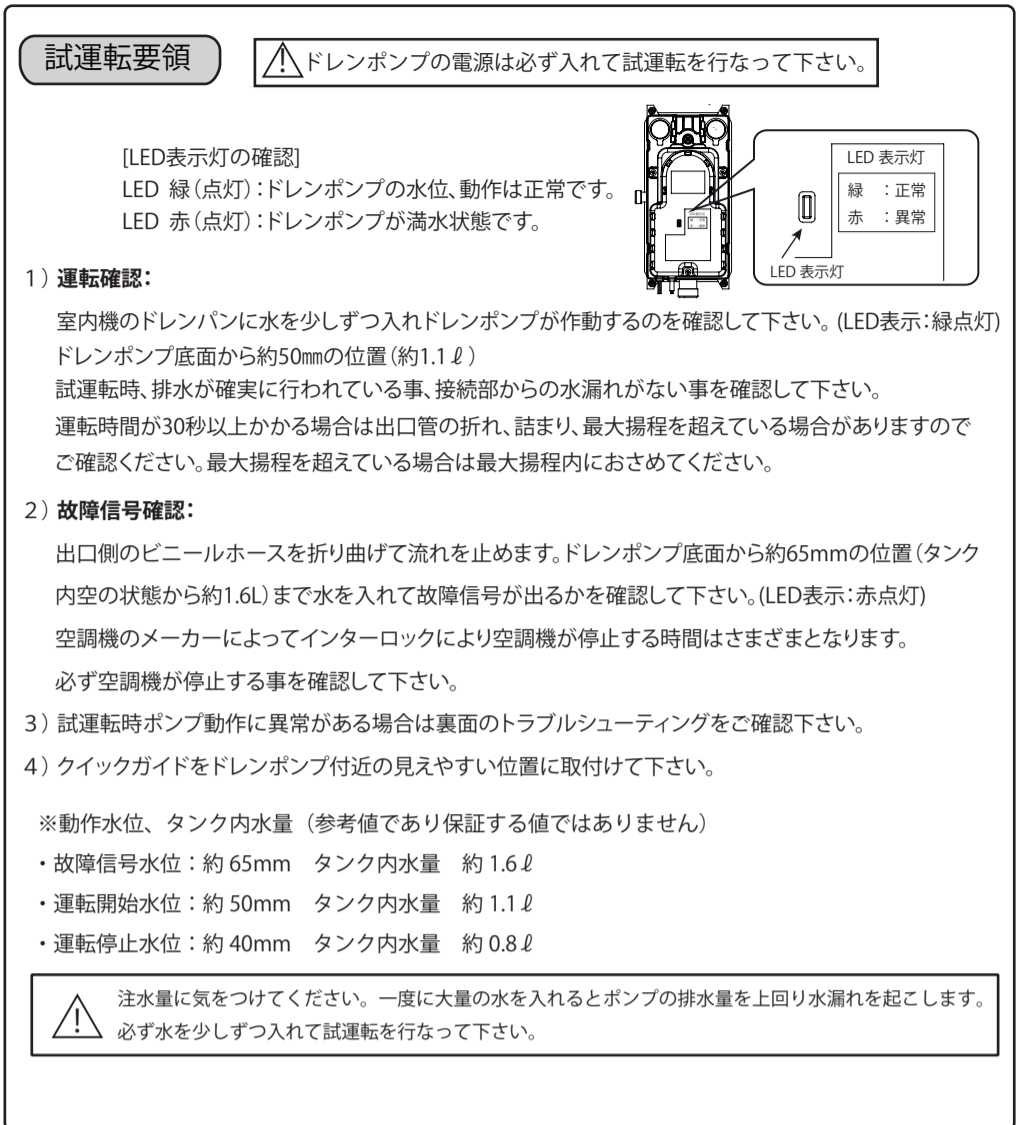 試運転要領
ドレンポンプの電源は必ず入れて試運転を行なって下さい。
[LED表示灯の確認]
LED 緑(点灯):ドレンポンプの水位、動作は正常です。
LED 赤(点灯):ドレンポンプが満水状態です。
LED 表示灯
緑 :正常
赤 :異常
LED 表示灯
1)運転確認:
室内機のドレンパンに水を少しずつ入れドレンポンプが作動するのを確認して下さい。(LED表示:緑点灯)
ドレンポンプ底面から約50㎜の位置(約1.1ℓ)
試運転時、排水が確実に行われている事、接続部からの水漏れがない事を確認して下さい。
運転時間が30秒以上かかる場合は出口管の折れ、詰まり、最大揚程を超えている場合がありますので
ご確認ください。最大揚程を超えている場合は最大揚程内におさめてください。
2)故障信号確認:
出口側のビニールホースを折り曲げて流れを止めます。ドレンポンプ底面から約65mmの位置(タンク
内空の状態から約1.6L)まで水を入れて故障信号が出るかを確認して下さい。(LED表示:赤点灯)
空調機のメーカーによってインターロックにより空調機が停止する時間はさまざまとなります。
必ず空調機が停止する事を確認して下さい。
3)試運転時ポンプ動作に異常がある場合は裏面のトラブルシューティングをご確認下さい。
4)クイックガイドをドレンポンプ付近の見えやすい位置に取付けて下さい。
※動作水位、タンク内水量(参考値であり保証する値ではありません)
・故障信号水位:約 65mm タンク内水量 約 1.6ℓ
・運転開始水位:約 50mm タンク内水量 約 1.1ℓ
・運転停止水位:約 40mm タンク内水量 約 0.8ℓ
注水量に気をつけてください。一度に大量の水を入れるとポンプの排水量を上回り水漏れを起こします。
必ず水を少しずつ入れて試運転を行なって下さい。